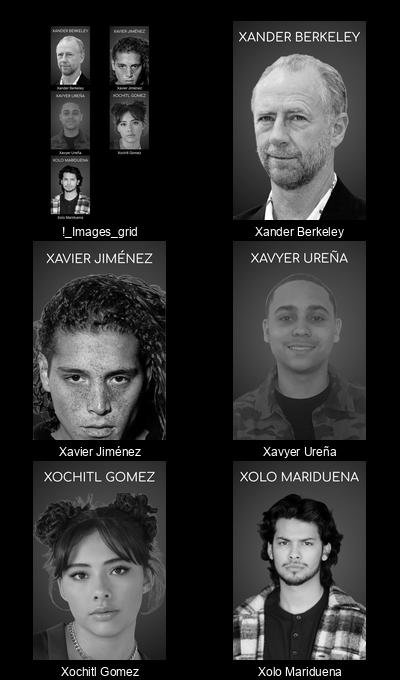 XANDER BERKELEY
XAVIER JIMÉNEZ
Xander Berkeley
Xavier Jiménez
XAVYER UREÑA
XOCHITL GOMEZ
Xavyer Ureña
Xochitl Gomez
XOLO MARIDUENA
Xolo Mariduena
!_Images_grid
XANDER BERKELEY
Xander Berkeley
XAVIER JIMÉNEZ
Xavier Jiménez
XAVYER UREÑA
Xavyer Ureña
XOCHITL GOMEZ
Xochitl Gomez
XOLO MARIDUENA
Xolo Mariduena